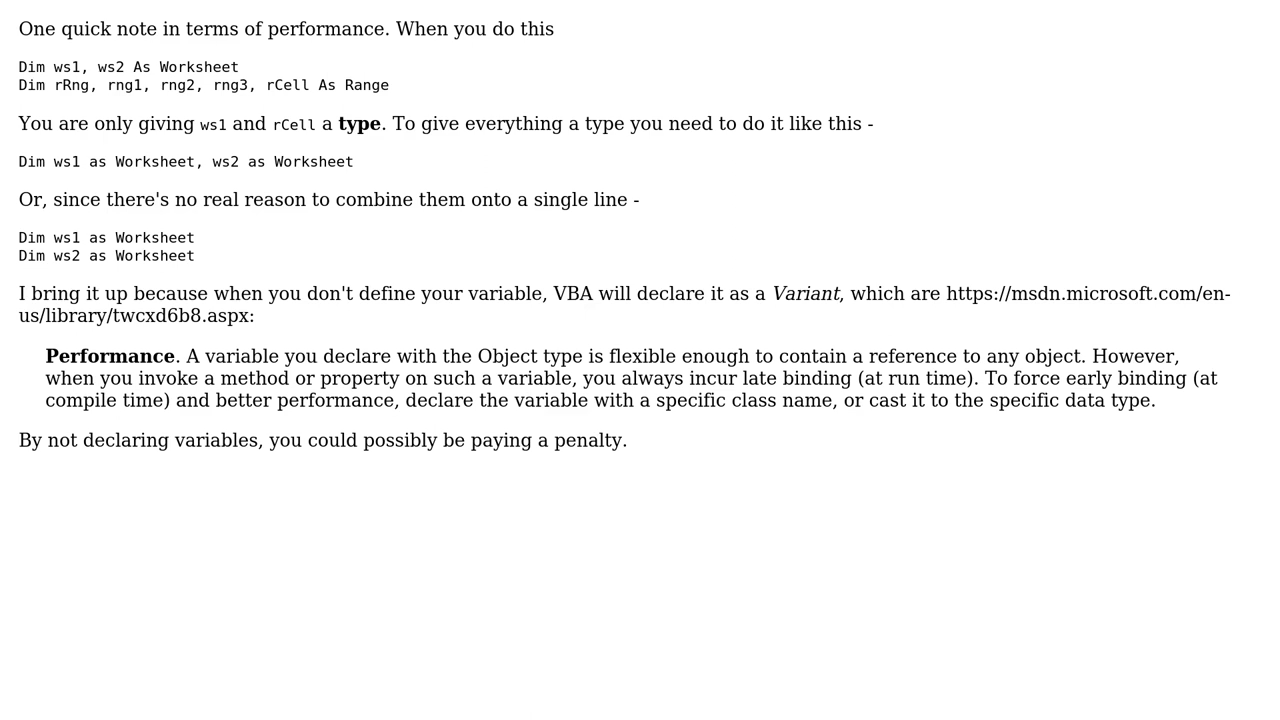 One quick note in terms of performance. When you do this
Dim ws1, ws2 As Worksheet
Dim rRng, rng1, rng2, rng3, rCell As Range
You are only giving ws1 and rCell a type. To give everything a type you need to do it like this -
Dim ws1 as Worksheet, ws2 as Worksheet
Or, since there's no real reason to combine them onto a single line -
Dim ws1 as Worksheet
Dim ws2 as Worksheet
I bring it up because when you don't define your variable, VBA will declare it as a Variant, which are https://msdn.microsoft.com/en-
us/library/twcxd6b8.aspx:
Performance. A variable you declare with the Object type is flexible enough to contain a reference to any object. However,
when you invoke a method or property on such a variable, you always incur late binding (at run time). To force early binding (at
compile time) and better performance, declare the variable with a specific class name, or cast it to the specific data type.
By not declaring variables, you could possibly be paying a penalty.